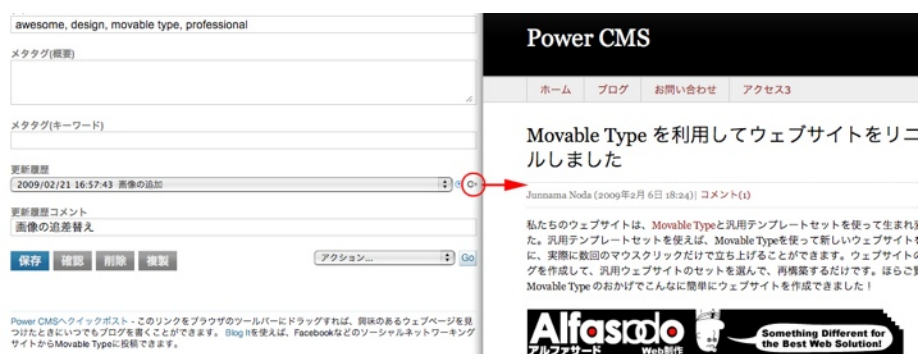 awesome, design, movable type, professional
メタタグ(概要)
メタタグ(キーワード)
更新履歴
2009/02/21 16:57:43 画像の追加
更新履歴コメント
画像の追差替え
保存 確認 削除 複製
アクション... Go
Power CMSへクイックポスト - このリンクをブラウザのツールバーにドラッグすれば、興味のあるウェブページを見
つけたときにいつでもブログを書くことができます。 Blog Itを使えば、Facebookなどのソーシャルネットワーキング
サイトからMovable Typeに投稿できます。
Power CMS
ホーム ブログ お問い合わせ アクセス3
Movable Type を利用してウェブサイトをリニ
ルしました
Junnama Noda (2009年2月 6日 18:24)| コメント(1)
私たちのウェブサイトは、Movable Typeと汎用テンプレートセットを使って生まれ変
た。汎用テンプレートセットを使えば、Movable Typeを使って新しいウェブサイトを
に、実際に数回のマウスクリックだけで立ち上げることができます。ウェブサイトの
グを作成して、汎用ウェブサイトのセットを選んで、再構築するだけです。ほらご覧
Movable Type のおかげでこんなに簡単にウェブサイトを作成できました！
Alfasado
アルファサード Web制作
Something Different for
the Best Web Solution!